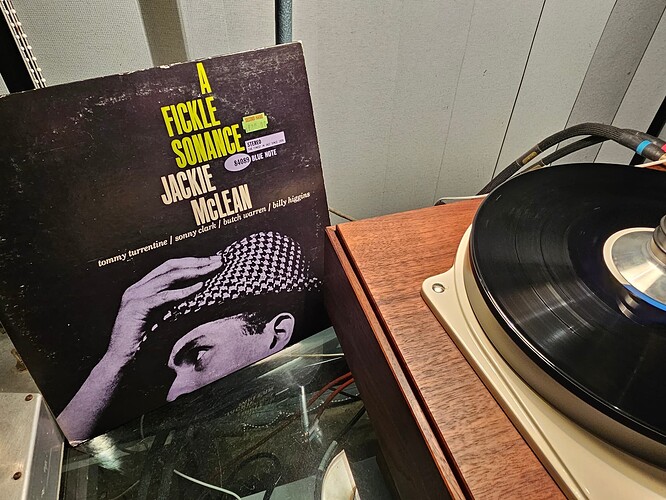 A
FICKLE
SONANCE
STEREO
84089 BLUE NOTE
JACKIE
McLEAN
tommy turrentine / sonny clark / butch warren / billy higgins